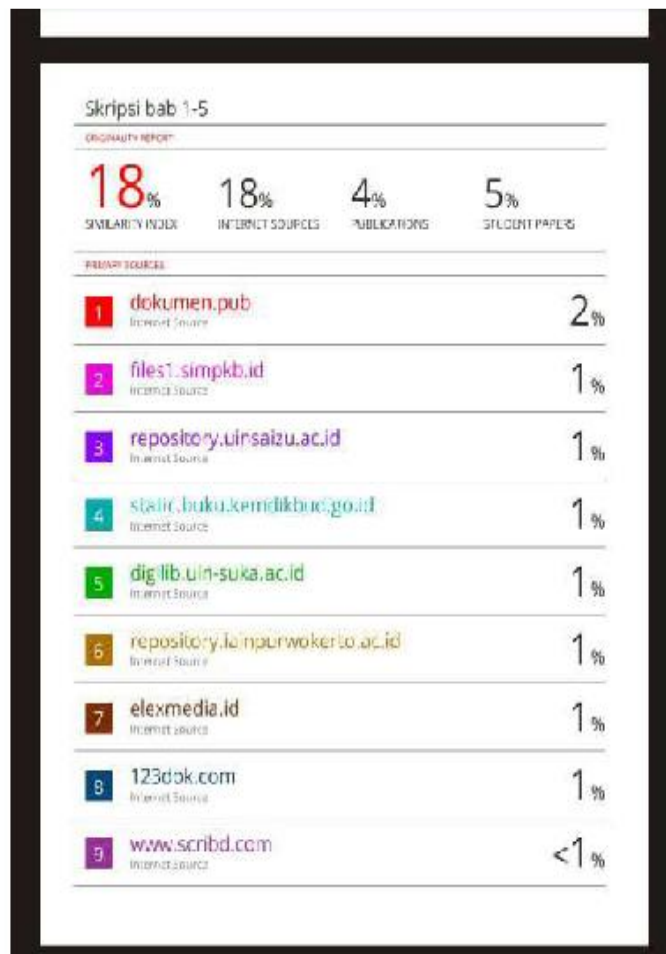 Skripsi bab 1-5
ORIGINALITY REPORT
18% 18% 4% 5%
SIMILARITY INDEX INTERNET SOURCES PUBLICATIONS STUDENT PAPERS
PRIMARY SOURCES
1 dokumen.pub 2%
Internet Source
2 files1.simpkb.id 1%
Internet Source
3 repository.uinsaizu.ac.id 1%
Internet Source
4 static.buku.kemdikbud.go.id 1%
Internet Source
5 digilib.uin-suka.ac.id 1%
Internet Source
6 repository.iainpurwokerto.ac.id 1%
Internet Source
7 elexmedia.id 1%
Internet Source
8 123dok.com 1%
Internet Source
9 www.scribd.com <1%
Internet Source